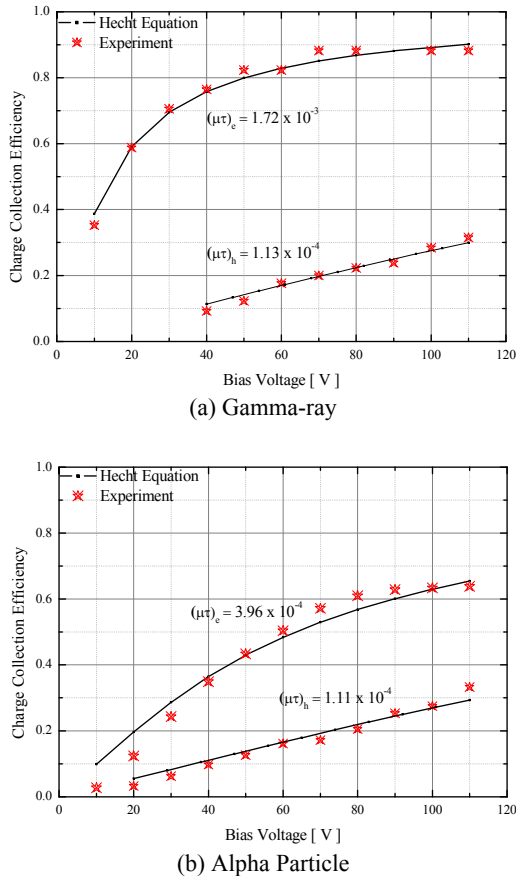 Hecht Equation
Experiment
1.0
0.8
0.6
0.4
0.2
0.0
Charge Collection Efficiency
(μτ)e = 1.72 x 10-3
(μτ)h = 1.13 x 10-4
0 20 40 60 80 100 120
Bias Voltage [ V ]
(a) Gamma-ray
Hecht Equation
Experiment
1.0
0.8
0.6
0.4
0.2
0.0
Charge Collection Efficiency
(μτ)e = 3.96 x 10-4
(μτ)h = 1.11 x 10-4
0 20 40 60 80 100 120
Bias Voltage [ V ]
(b) Alpha Particle